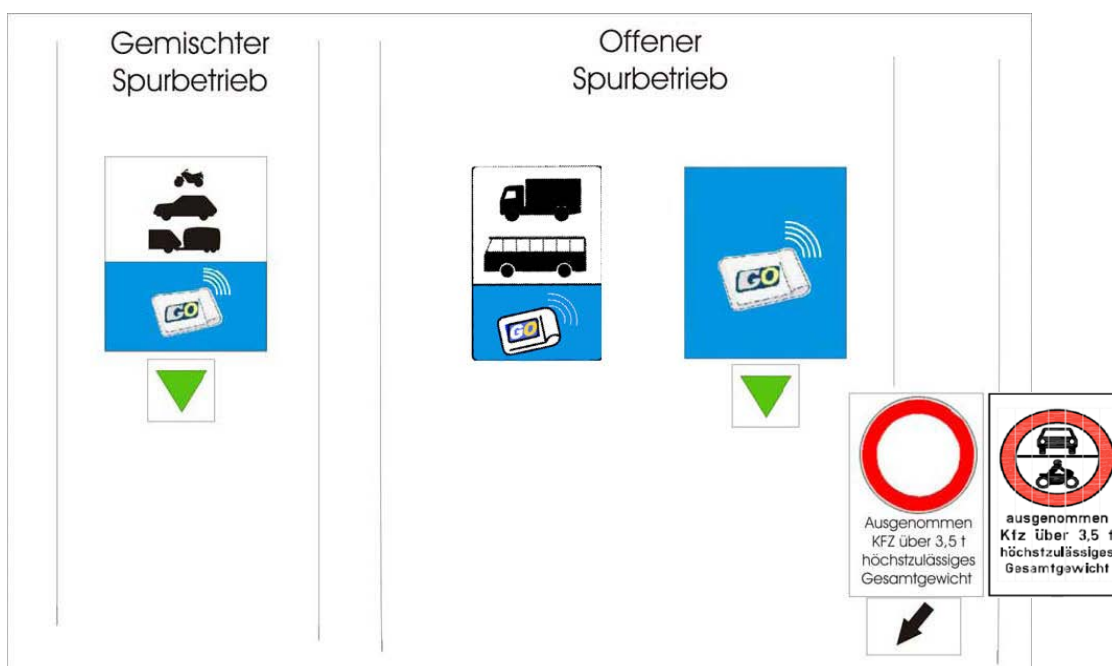 Gemischter
Spurbetrieb
Offener
Spurbetrieb
GO
GO
GO
Ausgenommen
KFZ über 3,5 t
höchstzulässiges
Gesamtgewicht
ausgenommen
Kfz über 3,5 t
höchstzulässiges
Gesamtgewicht